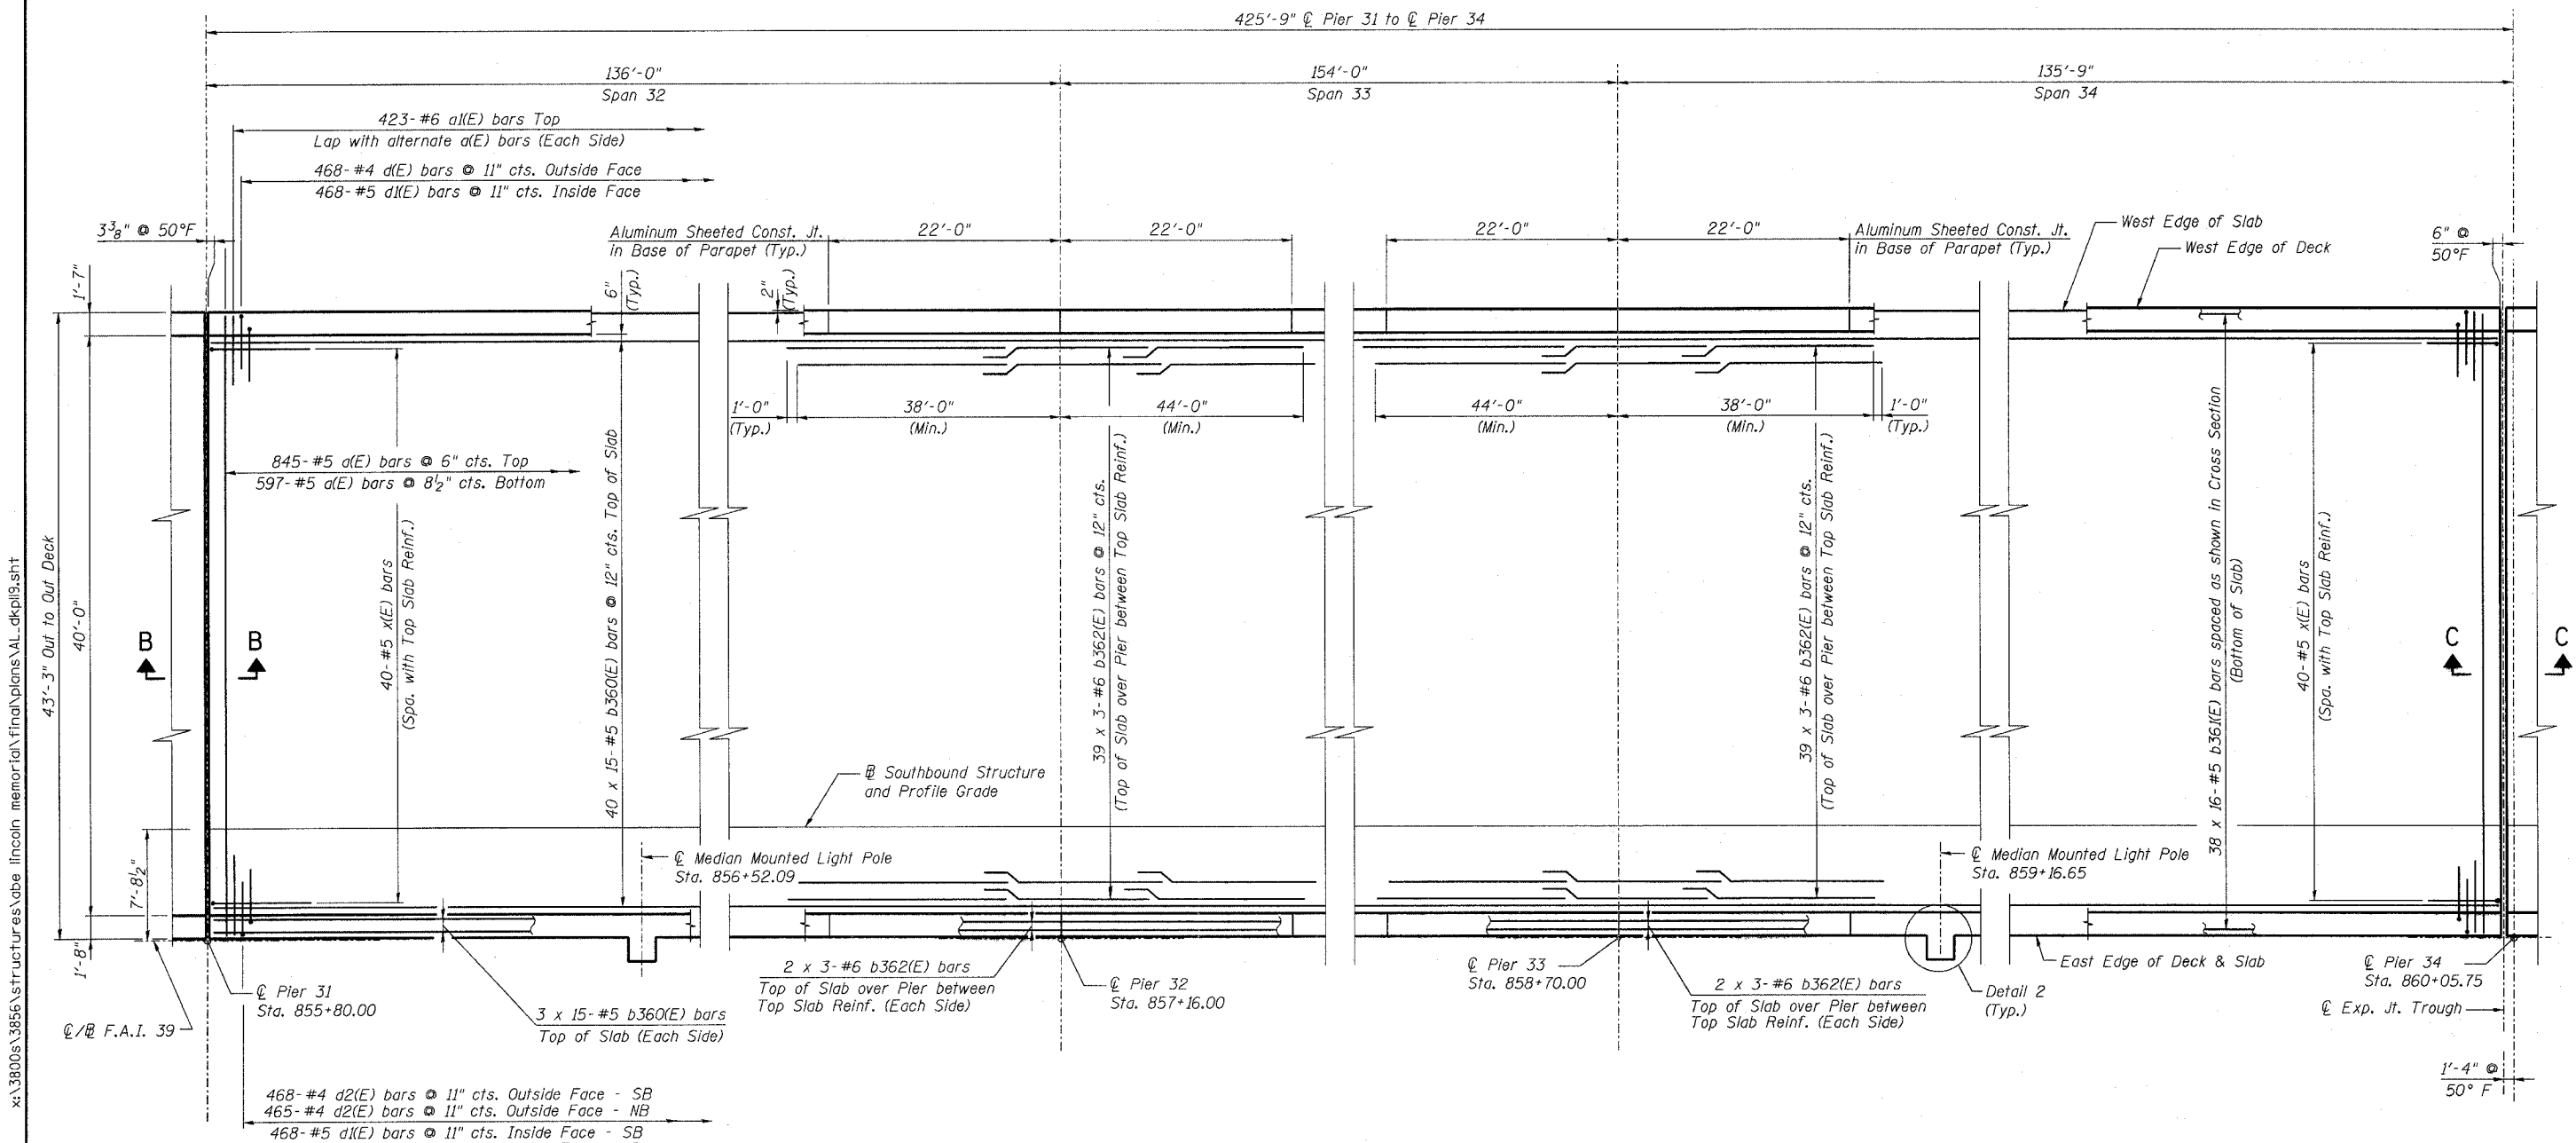 425'-9" ℄ Pier 31 to ℄ Pier 34
136'-0"
Span 32
154'-0"
Span 33
135'-9"
Span 34
423-#6 a1(E) bars Top
Lap with alternate a(E) bars (Each Side)
468-#4 d(E) bars @ 11" cts. Outside Face
468-#5 d1(E) bars @ 11" cts. Inside Face
3⅜" @ 50°F
Aluminum Sheeted Const. Jt.
in Base of Parapet (Typ.)
22'-0"
22'-0"
22'-0"
22'-0"
Aluminum Sheeted Const. Jt.
in Base of Parapet (Typ.)
West Edge of Slab
West Edge of Deck
6" @
50°F
1'-7"
6"
(Typ.)
2"
(Typ.)
1'-0"
(Typ.)
38'-0"
(Min.)
44'-0"
(Min.)
44'-0"
(Min.)
38'-0"
(Min.)
1'-0"
(Typ.)
845-#5 a(E) bars @ 6" cts. Top
597-#5 a(E) bars @ 8½" cts. Bottom
43'-3" Out to Out Deck
40'-0"
40-#5 x(E) bars
(Spa. with Top Slab Reinf.)
40 x 15-#5 b360(E) bars @ 12" cts. Top of Slab
39 x 3-#6 b362(E) bars @ 12" cts.
(Top of Slab over Pier between Top Slab Reinf.)
39 x 3-#6 b362(E) bars @ 12" cts.
(Top of Slab over Pier between Top Slab Reinf.)
38 x 16-#5 b361(E) bars spaced as shown in Cross Section
(Bottom of Slab)
40-#5 x(E) bars
(Spa. with Top Slab Reinf.)
B
B
C
C
℄ Southbound Structure
and Profile Grade
7'-8½"
℄ Median Mounted Light Pole
Sta. 856+52.09
℄ Median Mounted Light Pole
Sta. 859+16.65
1'-8"
℄ Pier 31
Sta. 855+80.00
℄/ F.A.I. 39
3 x 15-#5 b360(E) bars
Top of Slab (Each Side)
2 x 3-#6 b362(E) bars
Top of Slab over Pier between
Top Slab Reinf. (Each Side)
℄ Pier 32
Sta. 857+16.00
℄ Pier 33
Sta. 858+70.00
2 x 3-#6 b362(E) bars
Top of Slab over Pier between
Top Slab Reinf. (Each Side)
Detail 2
(Typ.)
East Edge of Deck & Slab
℄ Pier 34
Sta. 860+05.75
℄ Exp. Jt. Trough
1'-4" @
50° F
468-#4 d2(E) bars @ 11" cts. Outside Face - SB
465-#4 d2(E) bars @ 11" cts. Outside Face - NB
468-#5 d1(E) bars @ 11" cts. Inside Face - SB
x:\3800s\3856\structures\abe lincoln memorial\final\plans\AL_dkpl19.sht